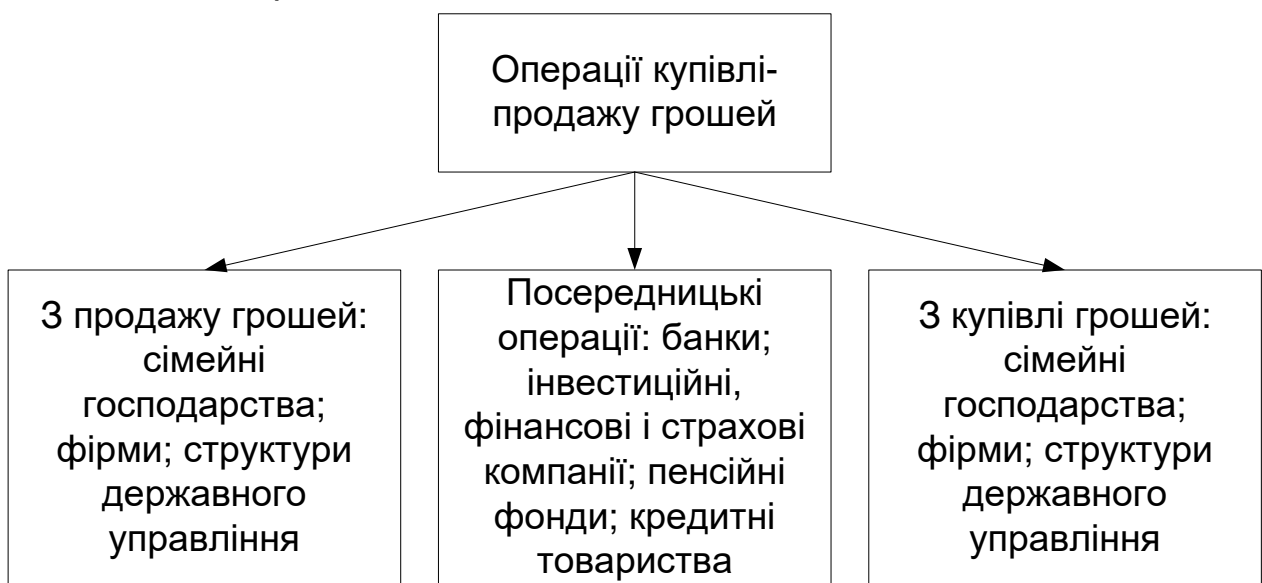 Операції купівлі-
продажу грошей
З продажу грошей:
сімейні
господарства;
фірми; структури
державного
управління
Посередницькі
операції: банки;
інвестиційні,
фінансові і страхові
компанії; пенсійні
фонди; кредитні
товариства
З купівлі грошей:
сімейні
господарства;
фірми; структури
державного
управління